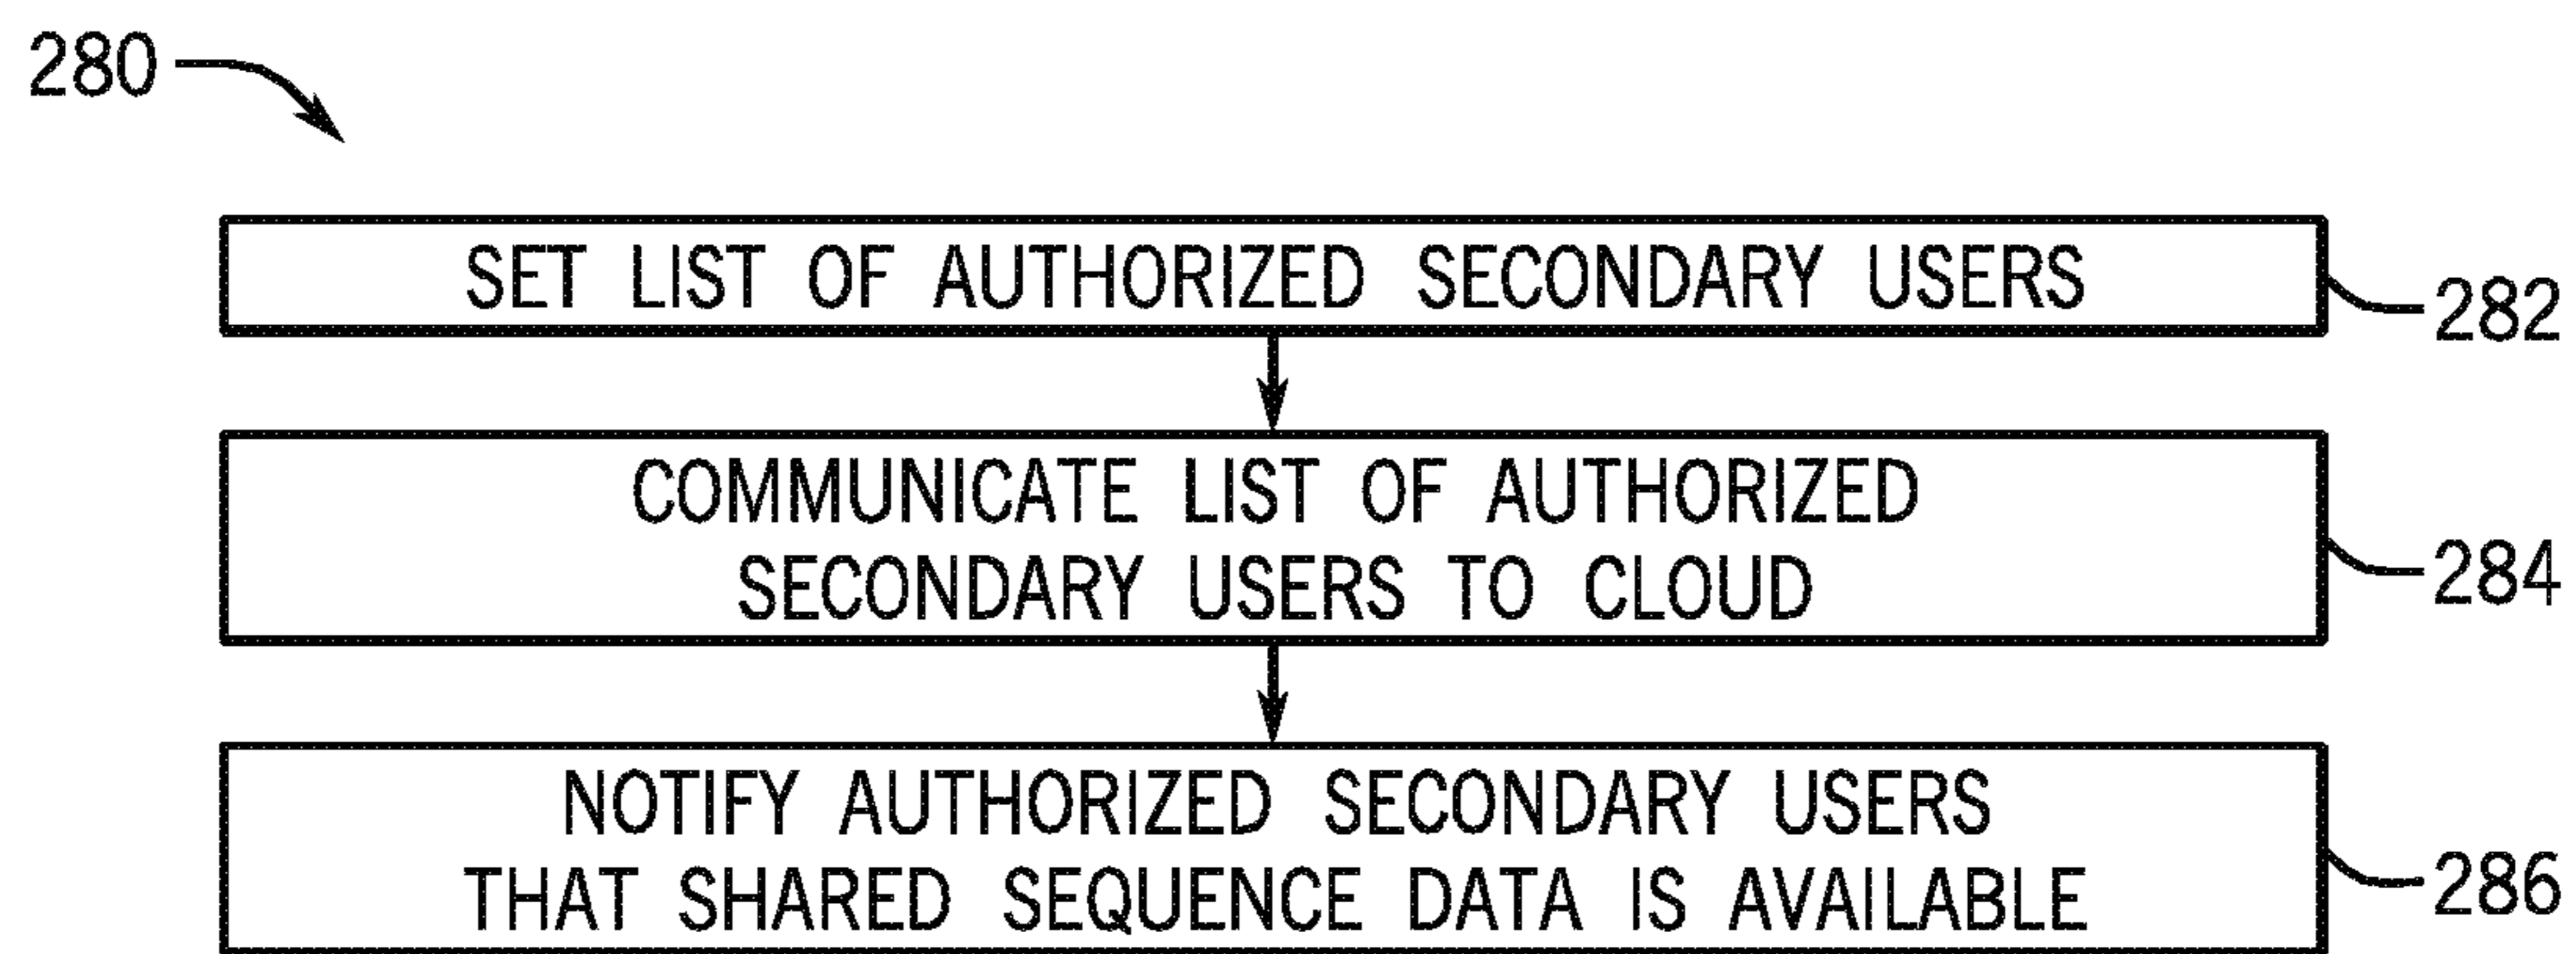 280
SET LIST OF AUTHORIZED SECONDARY USERS
282
COMMUNICATE LIST OF AUTHORIZED
SECONDARY USERS TO CLOUD
284
NOTIFY AUTHORIZED SECONDARY USERS
THAT SHARED SEQUENCE DATA IS AVAILABLE
286